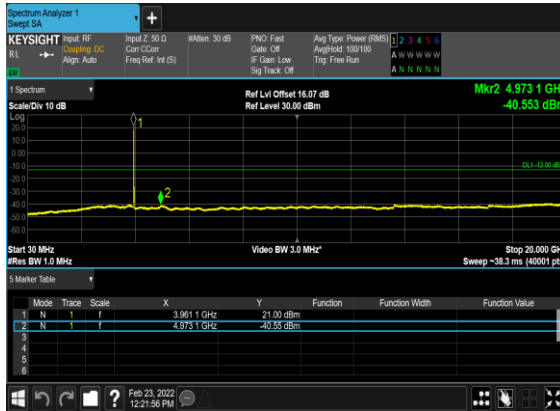 Spectrum Analyzer 1
Swept SA
+
KEYSIGHT
RL
Input: RF
Coupling: DC
Align: Auto
Input Z: 50 Ω
Corr CCorr
Freq Ref: Int (S)
#Atten: 30 dB
PNO: Fast
Gate: Off
IF Gain: Low
Sig Track: Off
Avg Type: Power (RMS)
Avg|Hold: 100/100
Trig: Free Run
1 2 3 4 5 6
A W W W W W
A N N N N N
1 Spectrum
Scale/Div 10 dB
Ref Lvl Offset 16.07 dB
Ref Level 30.00 dBm
Mkr2 4.973 1 GHz
-40.553 dBm
Log
20.0
10.0
0.00
-10.0
-20.0
-30.0
-40.0
-50.0
-60.0
1
2
DL1 -13.00 dB
Start 30 MHz
#Res BW 1.0 MHz
Video BW 3.0 MHz*
Stop 20.000 GH
Sweep ~38.3 ms (40001 pts
5 Marker Table
Mode Trace Scale X Y Function Function Width Function Value
1 N 1 f 3.961 1 GHz 21.00 dBm
2 N 1 f 4.973 1 GHz -40.55 dBm
3
4
5
6
?
Feb 23, 2022
12:21:56 PM